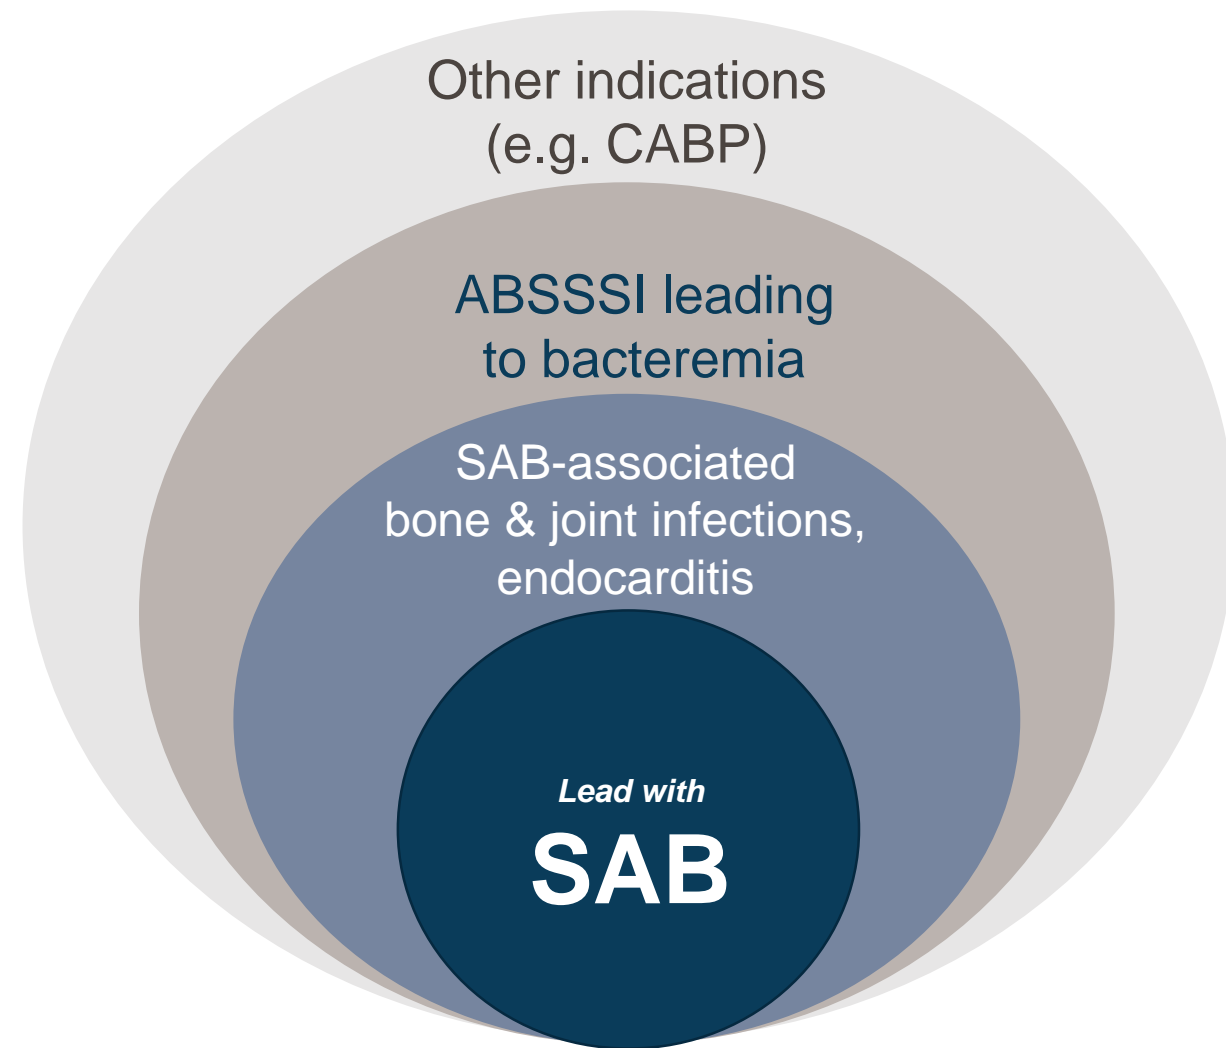 Other indications
(e.g. CABP)
ABSSSI leading
to bacteremia
SAB-associated
bone & joint infections,
endocarditis
Lead with
SAB